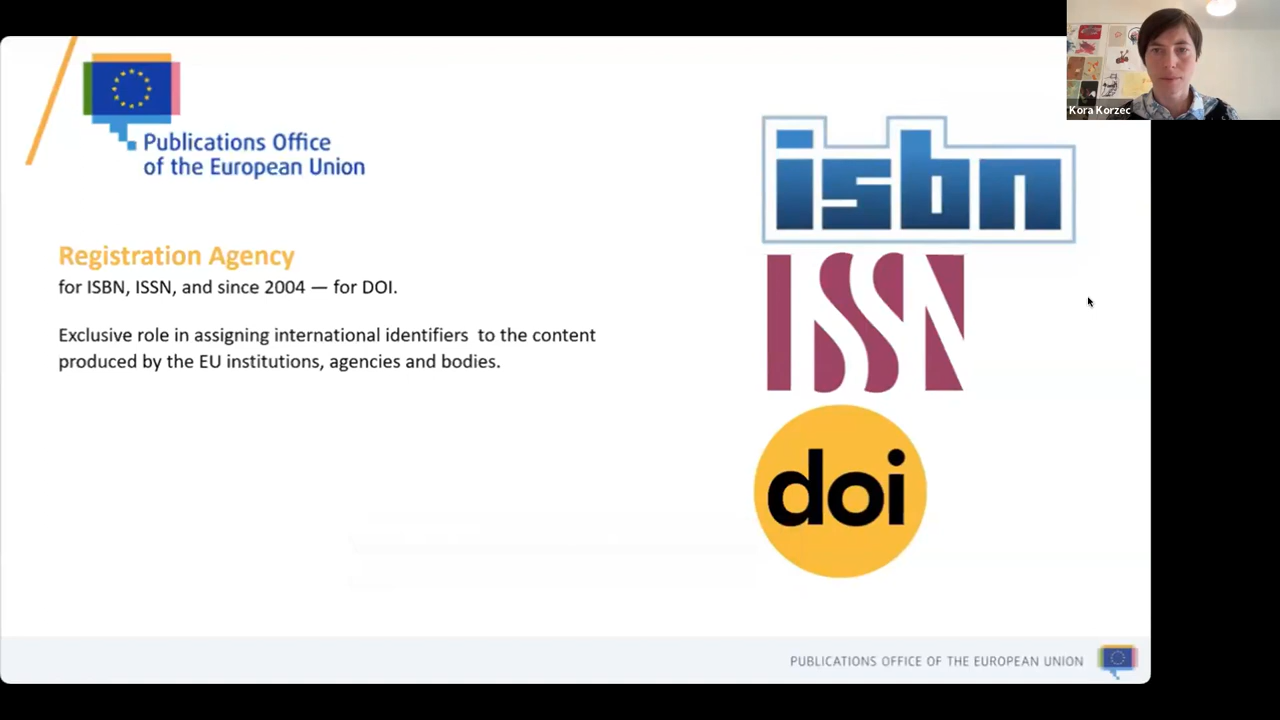 Publications Office
of the European Union
Kora Korzec
isbn
Registration Agency
for ISBN, ISSN, and since 2004 — for DOI.
ISSN
Exclusive role in assigning international identifiers  to the content
produced by the EU institutions, agencies and bodies.
doi
PUBLICATIONS OFFICE OF THE EUROPEAN UNION